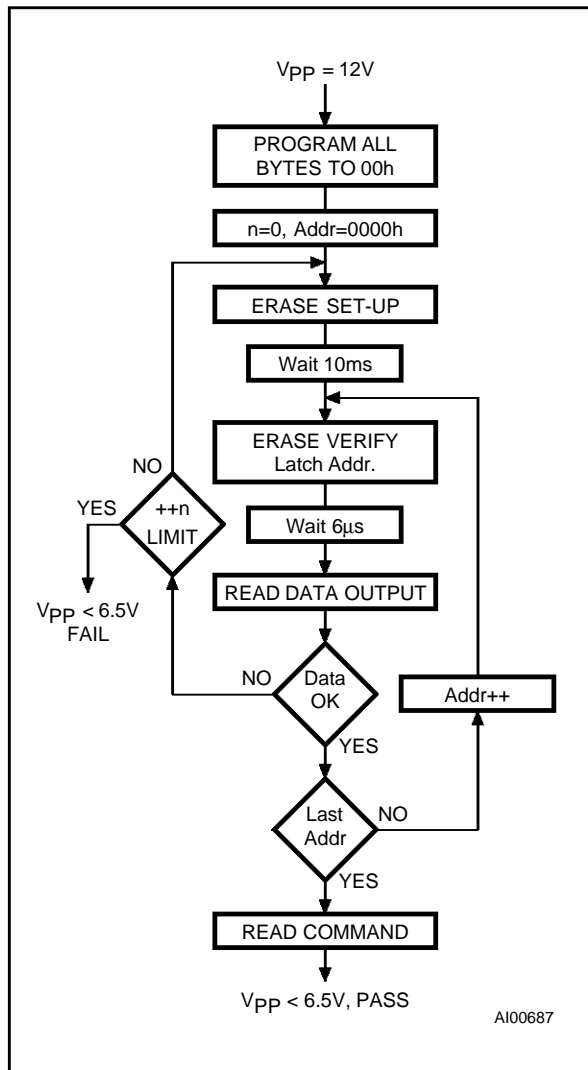 VPP = 12V
PROGRAM ALL
BYTES TO 00h
n=0, Addr=0000h
ERASE SET-UP
Wait 10ms
ERASE VERIFY
Latch Addr.
NO
YES
++n
LIMIT
Wait 6µs
VPP < 6.5V
FAIL
READ DATA OUTPUT
NO
Data
OK
Addr++
YES
Last
Addr
NO
YES
READ COMMAND
VPP < 6.5V, PASS
AI00687